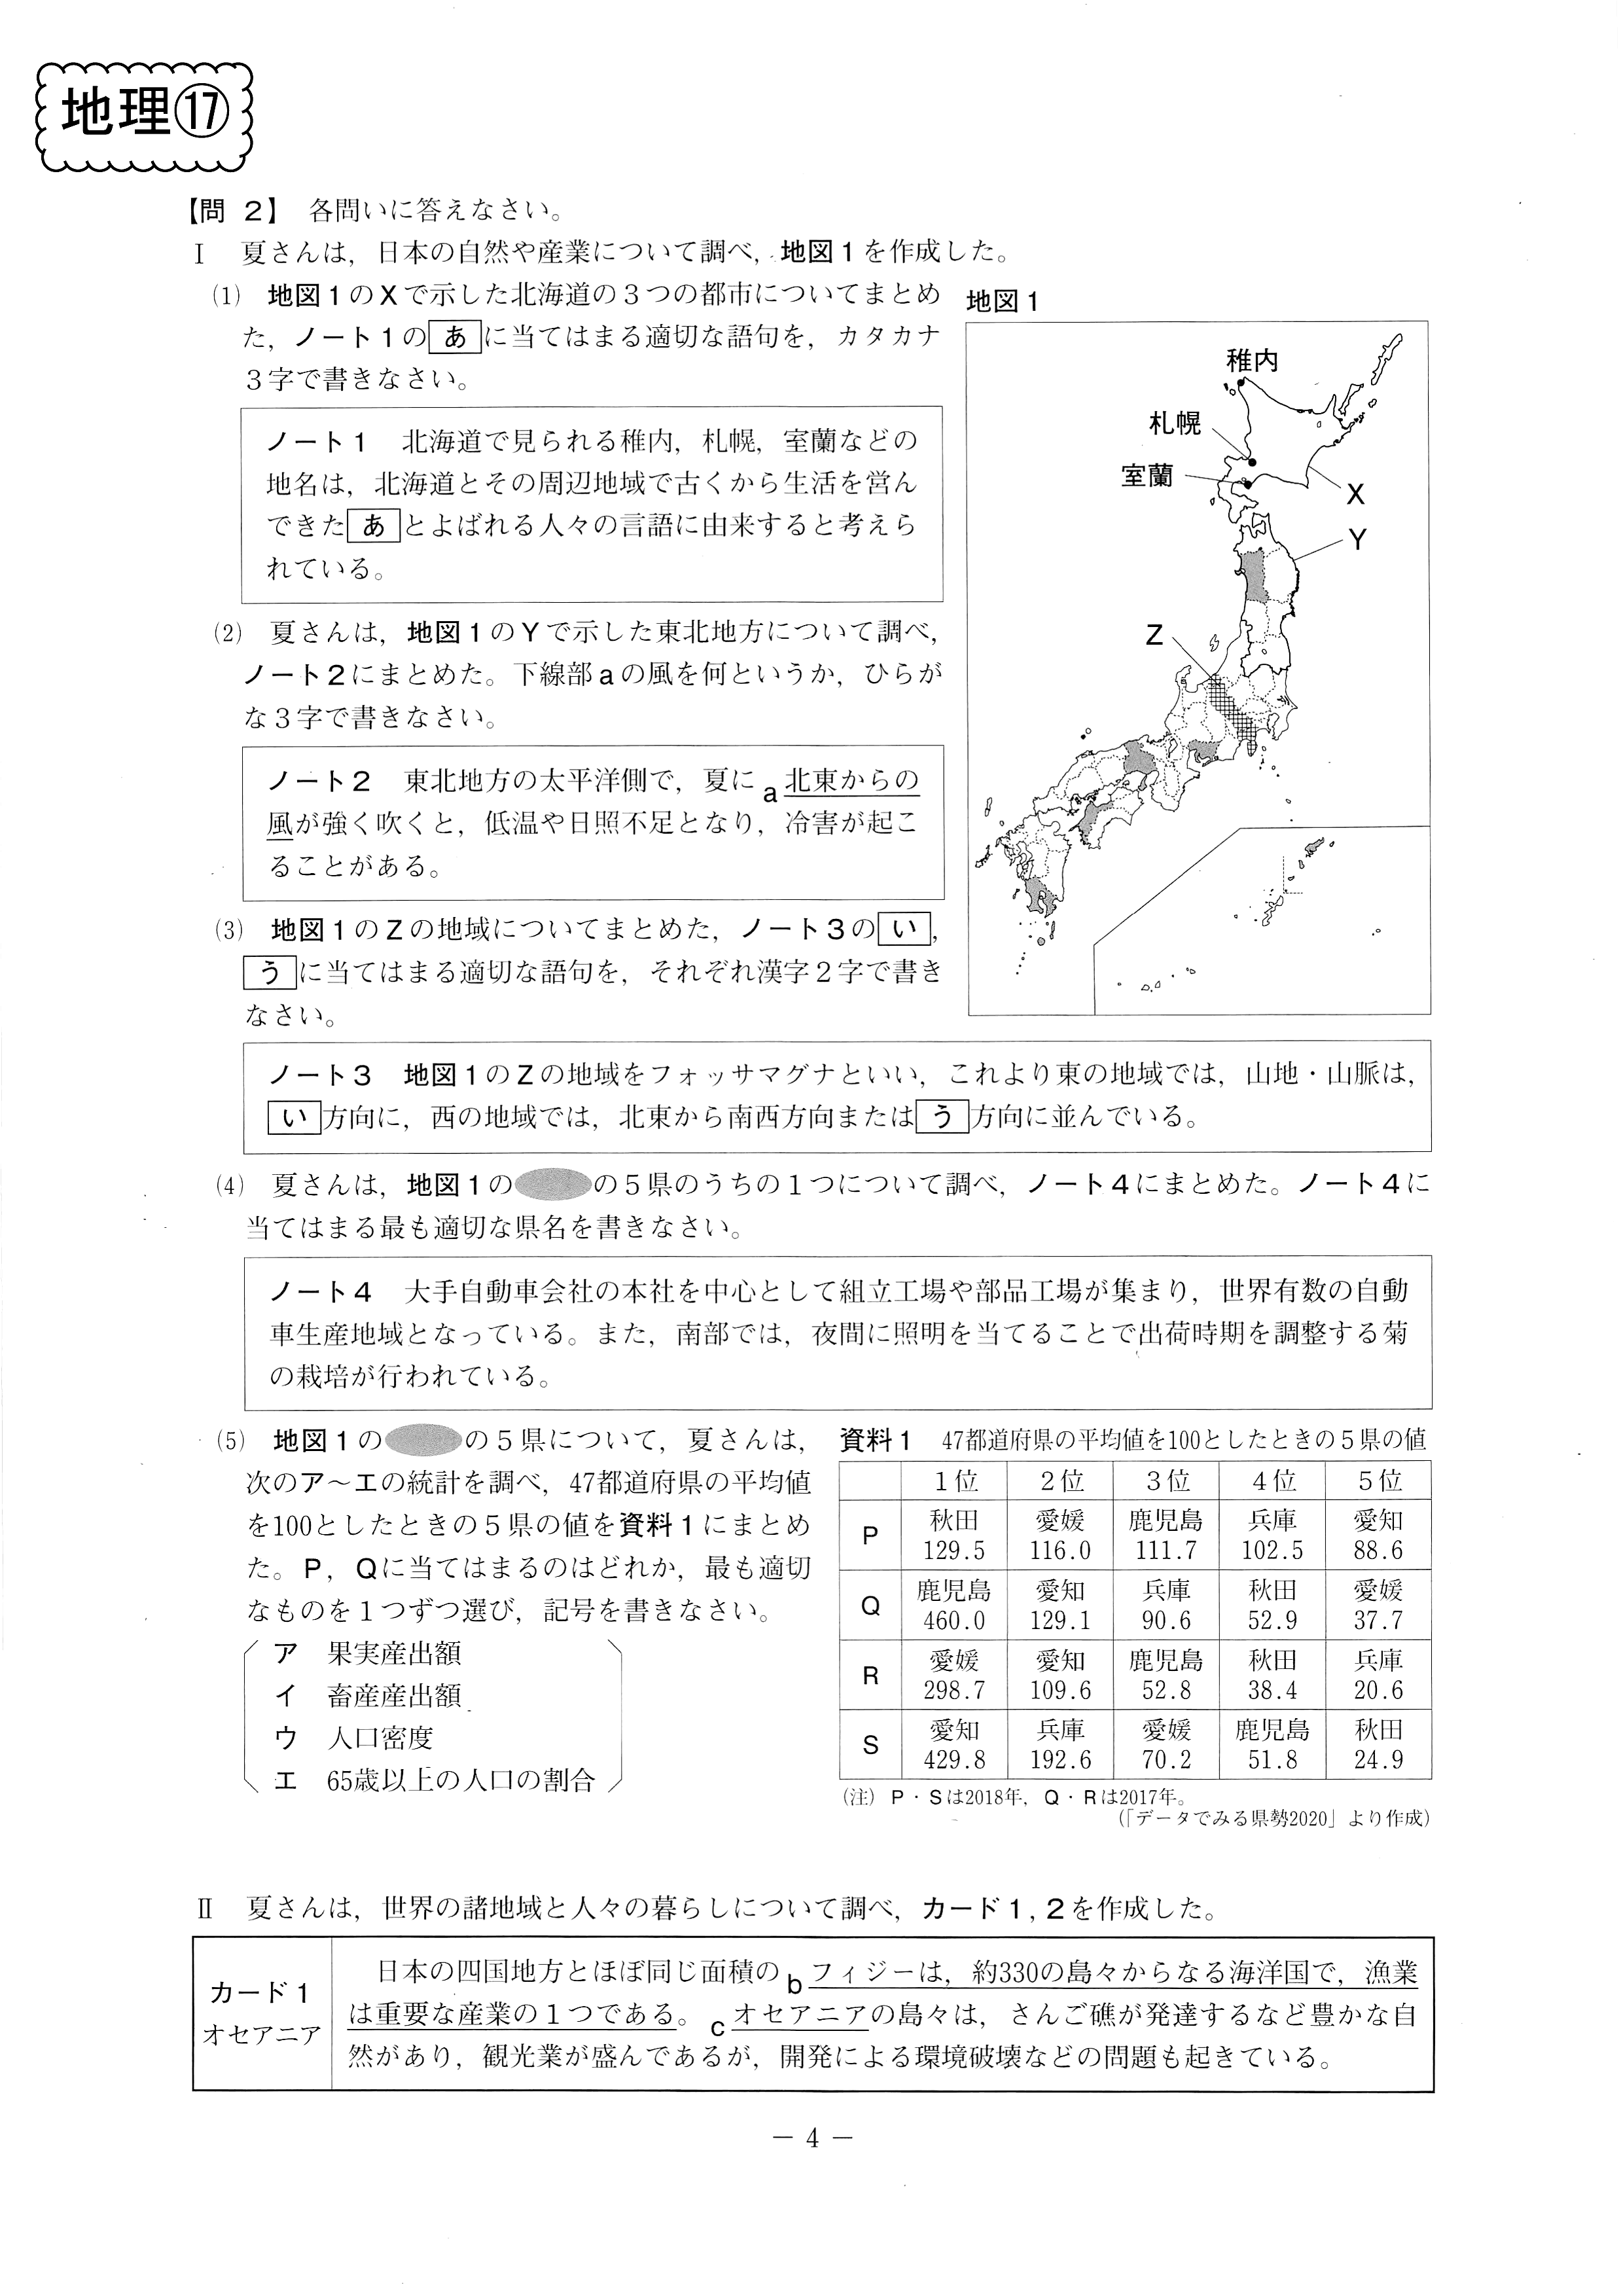 地理⑰
【問 2】 各問いに答えなさい。
Ⅰ 夏さんは，日本の自然や産業について調べ，地図1を作成した。
(1) 地図1のXで示した北海道の3つの都市についてまとめ
た，ノート1の あ に当てはまる適切な語句を，カタカナ
3字で書きなさい。
ノート1 北海道で見られる稚内，札幌，室蘭などの
地名は，北海道とその周辺地域で古くから生活を営ん
できた あ とよばれる人々の言語に由来すると考えら
れている。
(2) 夏さんは，地図1のYで示した東北地方について調べ，
ノート2にまとめた。下線部aの風を何というか，ひらが
な3字で書きなさい。
ノート2 東北地方の太平洋側で，夏に a 北東からの
風が強く吹くと，低温や日照不足となり，冷害が起こ
ることがある。
(3) 地図1のZの地域についてまとめた，ノート3の い ，
う に当てはまる適切な語句を，それぞれ漢字2字で書き
なさい。
地図1
稚内
札幌
室蘭
X
Y
Z
ノート3 地図1のZの地域をフォッサマグナといい，これより東の地域では，山地・山脈は，
い 方向に，西の地域では，北東から南西方向または う 方向に並んでいる。
(4) 夏さんは，地図1の の5県のうちの1つについて調べ，ノート4にまとめた。ノート4に
当てはまる最も適切な県名を書きなさい。
ノート4 大手自動車会社の本社を中心として組立工場や部品工場が集まり，世界有数の自動
車生産地域となっている。また，南部では，夜間に照明を当てることで出荷時期を調整する菊
の栽培が行われている。
(5) 地図1の の5県について，夏さんは，
次のア～エの統計を調べ，47都道府県の平均値
を100としたときの5県の値を資料1にまとめ
た。P，Qに当てはまるのはどれか，最も適切
なものを1つずつ選び，記号を書きなさい。
ア 果実産出額
イ 畜産産出額
ウ 人口密度
エ 65歳以上の人口の割合
資料1 47都道府県の平均値を100としたときの5県の値
1位 2位 3位 4位 5位
P 秋田 愛媛 鹿児島 兵庫 愛知
129.5 116.0 111.7 102.5 88.6
Q 鹿児島 愛知 兵庫 秋田 愛媛
460.0 129.1 90.6 52.9 37.7
R 愛媛 愛知 鹿児島 秋田 兵庫
298.7 109.6 52.8 38.4 20.6
S 愛知 兵庫 愛媛 鹿児島 秋田
429.8 192.6 70.2 51.8 24.9
(注) P・Sは2018年，Q・Rは2017年。
(「データでみる県勢2020」より作成)
Ⅱ 夏さんは，世界の諸地域と人々の暮らしについて調べ，カード1，2を作成した。
カード1
オセアニア
日本の四国地方とほぼ同じ面積の b フィジーは，約330の島々からなる海洋国で，漁業
は重要な産業の1つである。 c オセアニアの島々は，さんご礁が発達するなど豊かな自
然があり，観光業が盛んであるが，開発による環境破壊などの問題も起きている。
－ 4 －